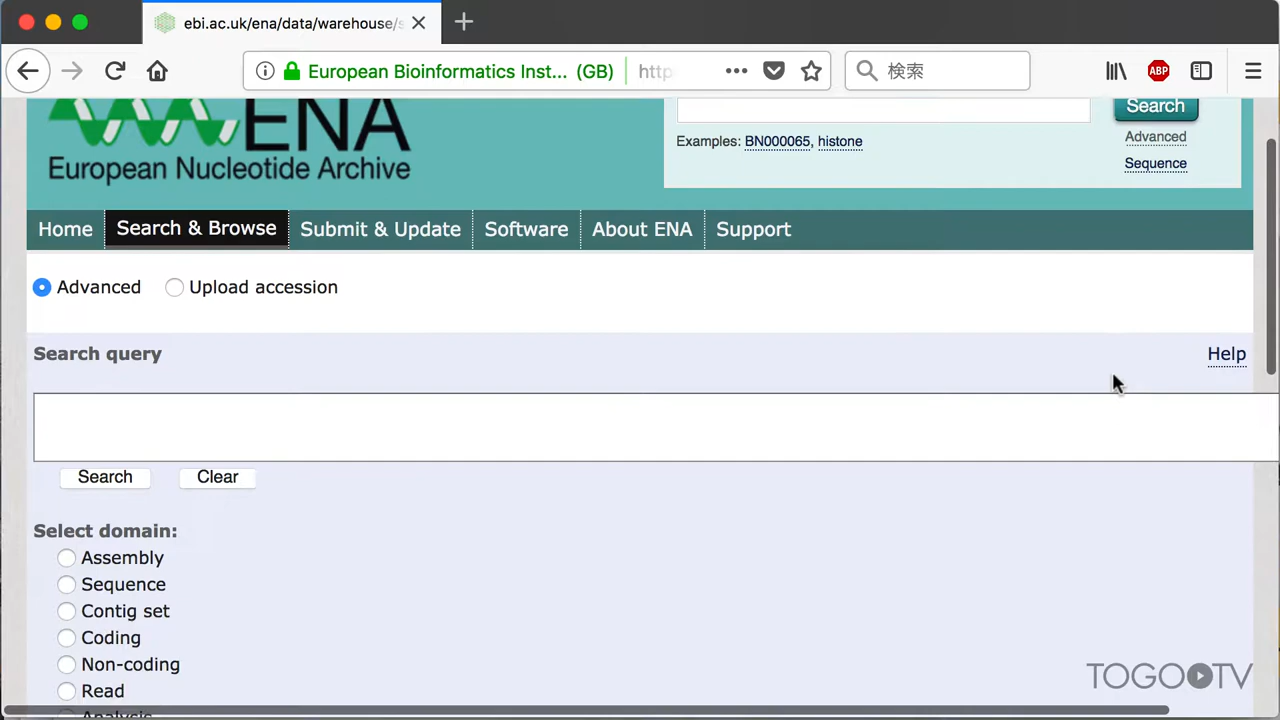 ebi.ac.uk/ena/data/warehouse/s
European Bioinformatics Inst... (GB) http
検索
ABP
ENA
European Nucleotide Archive
Search
Examples: BN000065, histone
Advanced
Sequence
Home Search & Browse Submit & Update Software About ENA Support
Advanced Upload accession
Search query Help
Search Clear
Select domain:
Assembly
Sequence
Contig set
Coding
Non-coding
Read
Analysis
TOGO TV